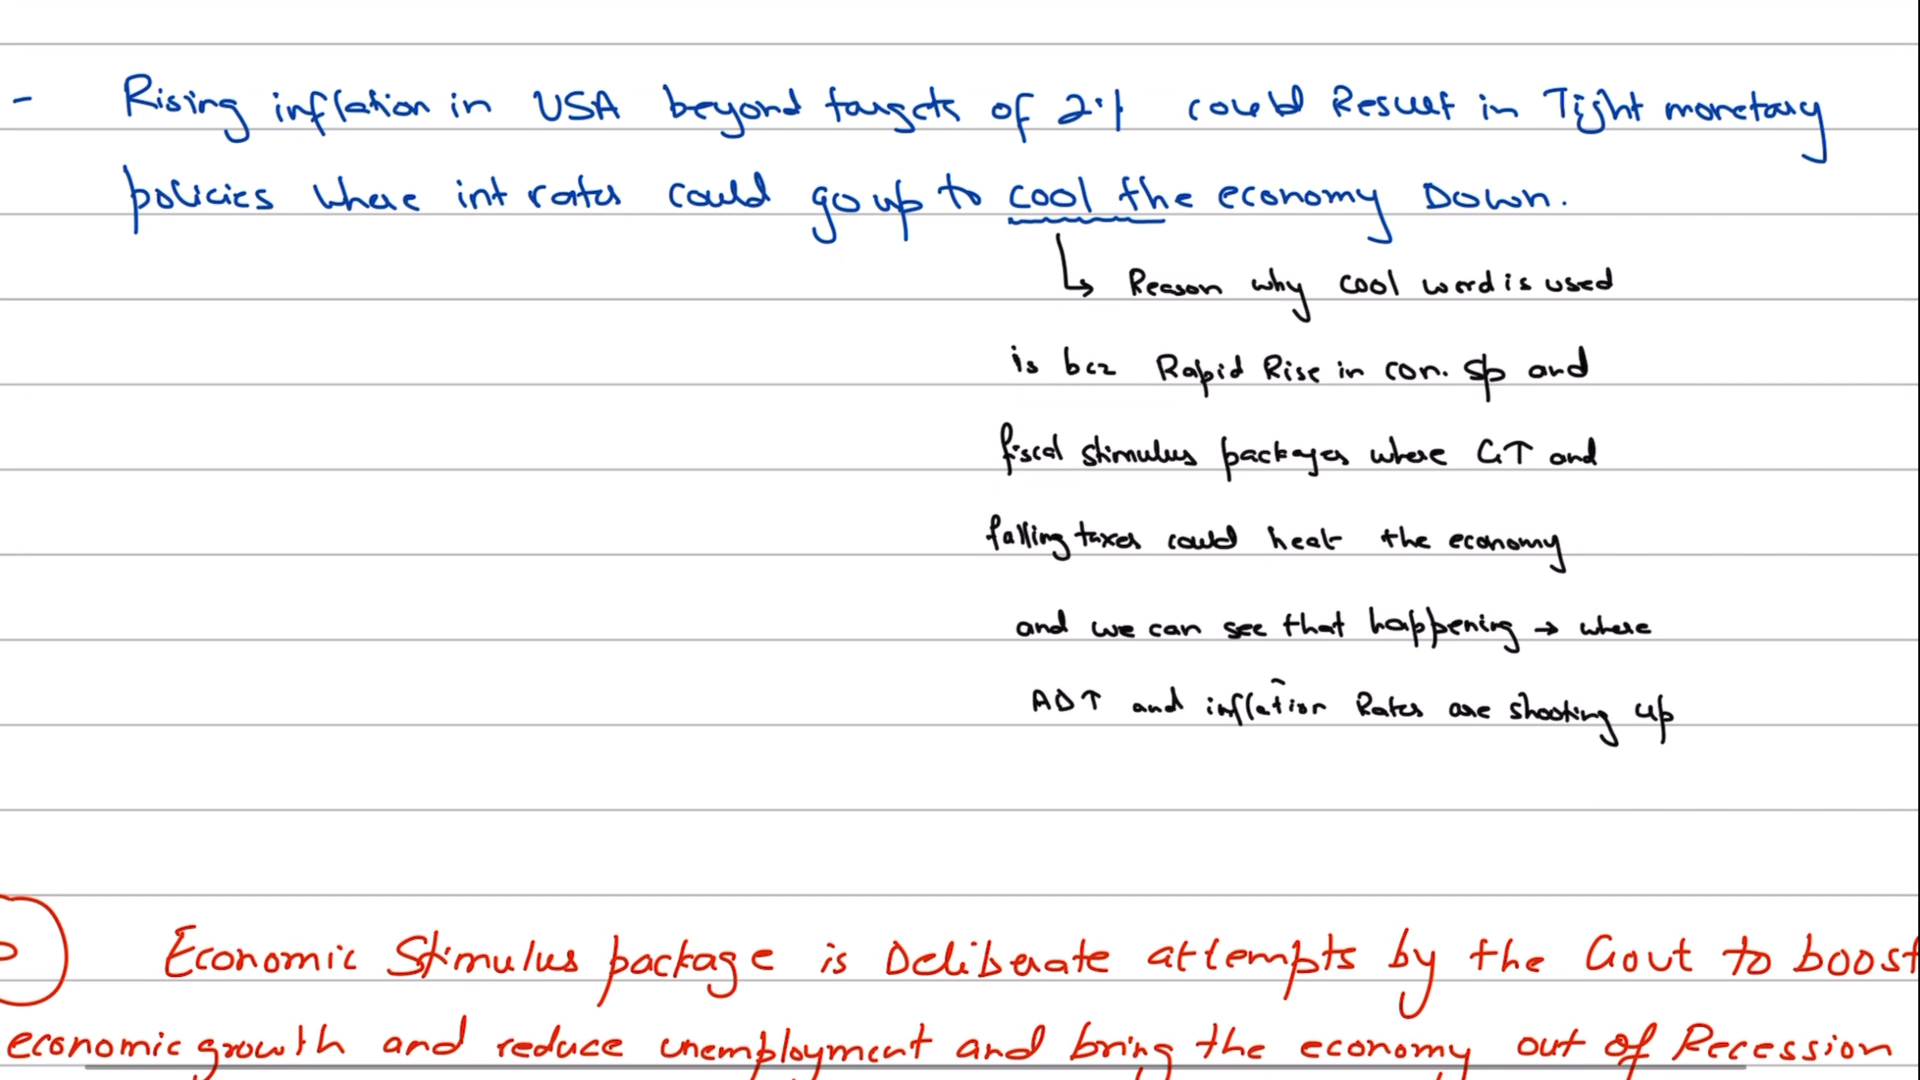 - Rising inflation in USA beyond targets of 2% could Result in Tight monetary
policies where int rates could go up to cool the economy Down.
↳ Reason why cool word is used
is bcz Rapid Rise in con. sp and
fiscal stimulus packages where G↑ and
falling taxes could heat the economy
and we can see that happening → where
AD↑ and inflation Rates are shooting up
Economic Stimulus package is Deliberate attempts by the Govt to boost
economic growth and reduce unemployment and bring the economy out of Recession